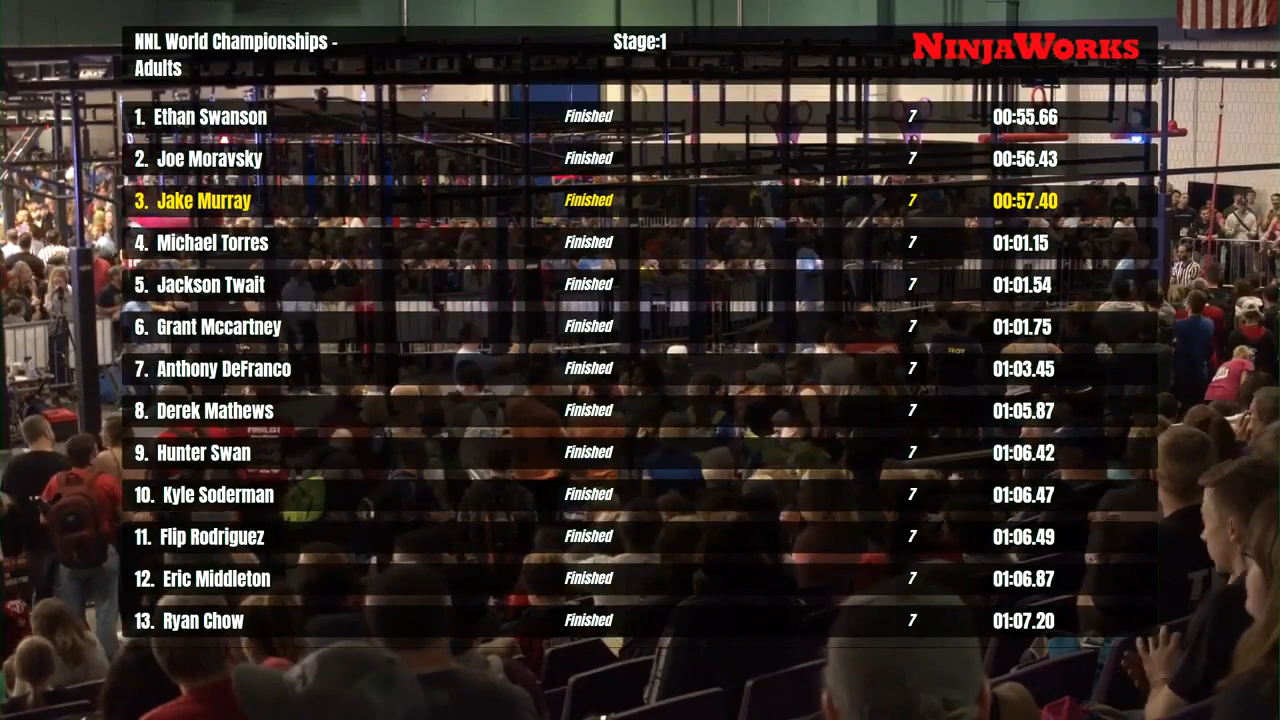 NNL World Championships -
Adults
Stage:1
NINJAWORKS
1. Ethan Swanson Finished 7 00:55.66
2. Joe Moravsky Finished 7 00:56.43
3. Jake Murray Finished 7 00:57.40
4. Michael Torres Finished 7 01:01.15
5. Jackson Twait Finished 7 01:01.54
6. Grant Mccartney Finished 7 01:01.75
7. Anthony DeFranco Finished 7 01:03.45
8. Derek Mathews Finished 7 01:05.87
9. Hunter Swan Finished 7 01:06.42
10. Kyle Soderman Finished 7 01:06.47
11. Flip Rodriguez Finished 7 01:06.49
12. Eric Middleton Finished 7 01:06.87
13. Ryan Chow Finished 7 01:07.20